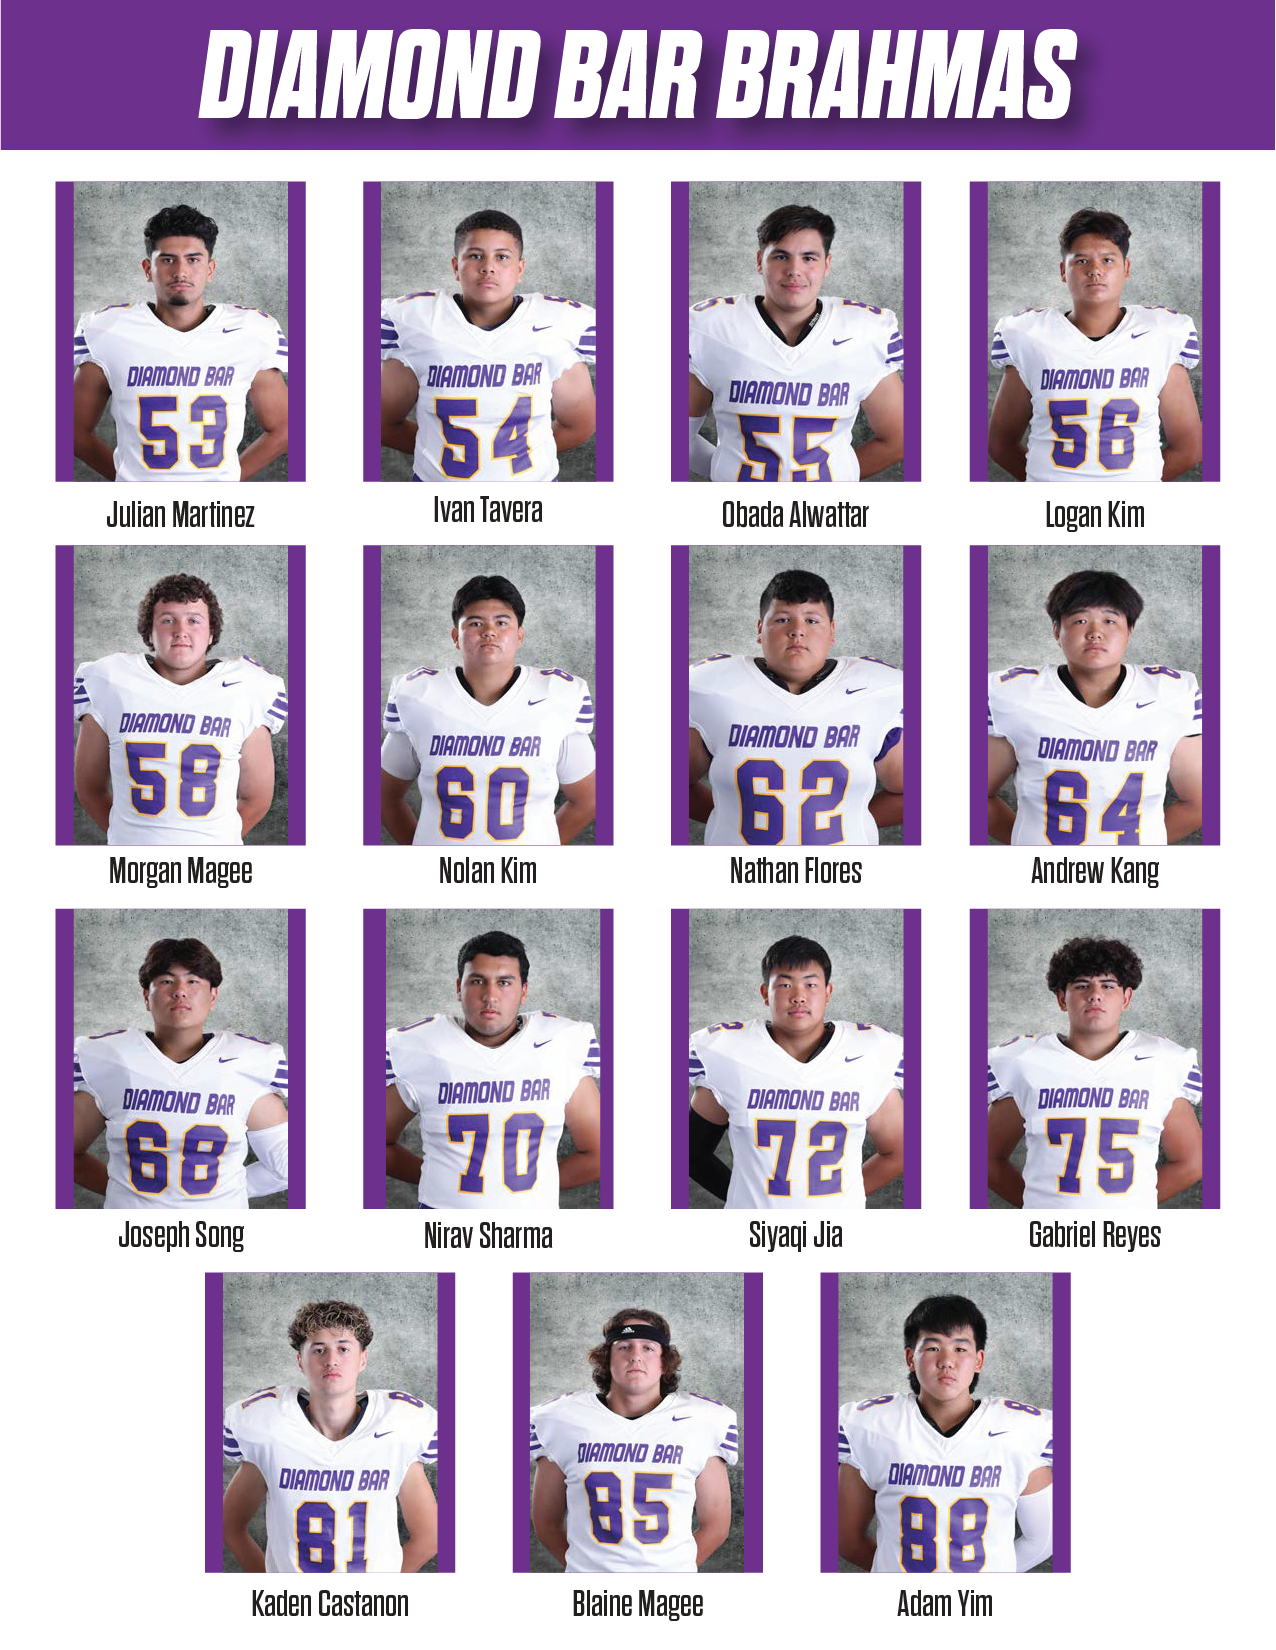 DIAMOND BAR BRAHMAS
DIAMOND BAR
53
DIAMOND BAR
54
DIAMOND BAR
55
DIAMOND BAR
56
Julian Martinez
Ivan Tavera
Obada Alwattar
Logan Kim
DIAMOND BAR
58
DIAMOND BAR
60
DIAMOND BAR
62
DIAMOND BAR
64
Morgan Magee
Nolan Kim
Nathan Flores
Andrew Kang
DIAMOND BAR
68
DIAMOND BAR
70
DIAMOND BAR
72
DIAMOND BAR
75
Joseph Song
Nirav Sharma
Siyaqi Jia
Gabriel Reyes
DIAMOND BAR
81
DIAMOND BAR
85
DIAMOND BAR
88
Kaden Castanon
Blaine Magee
Adam Yim